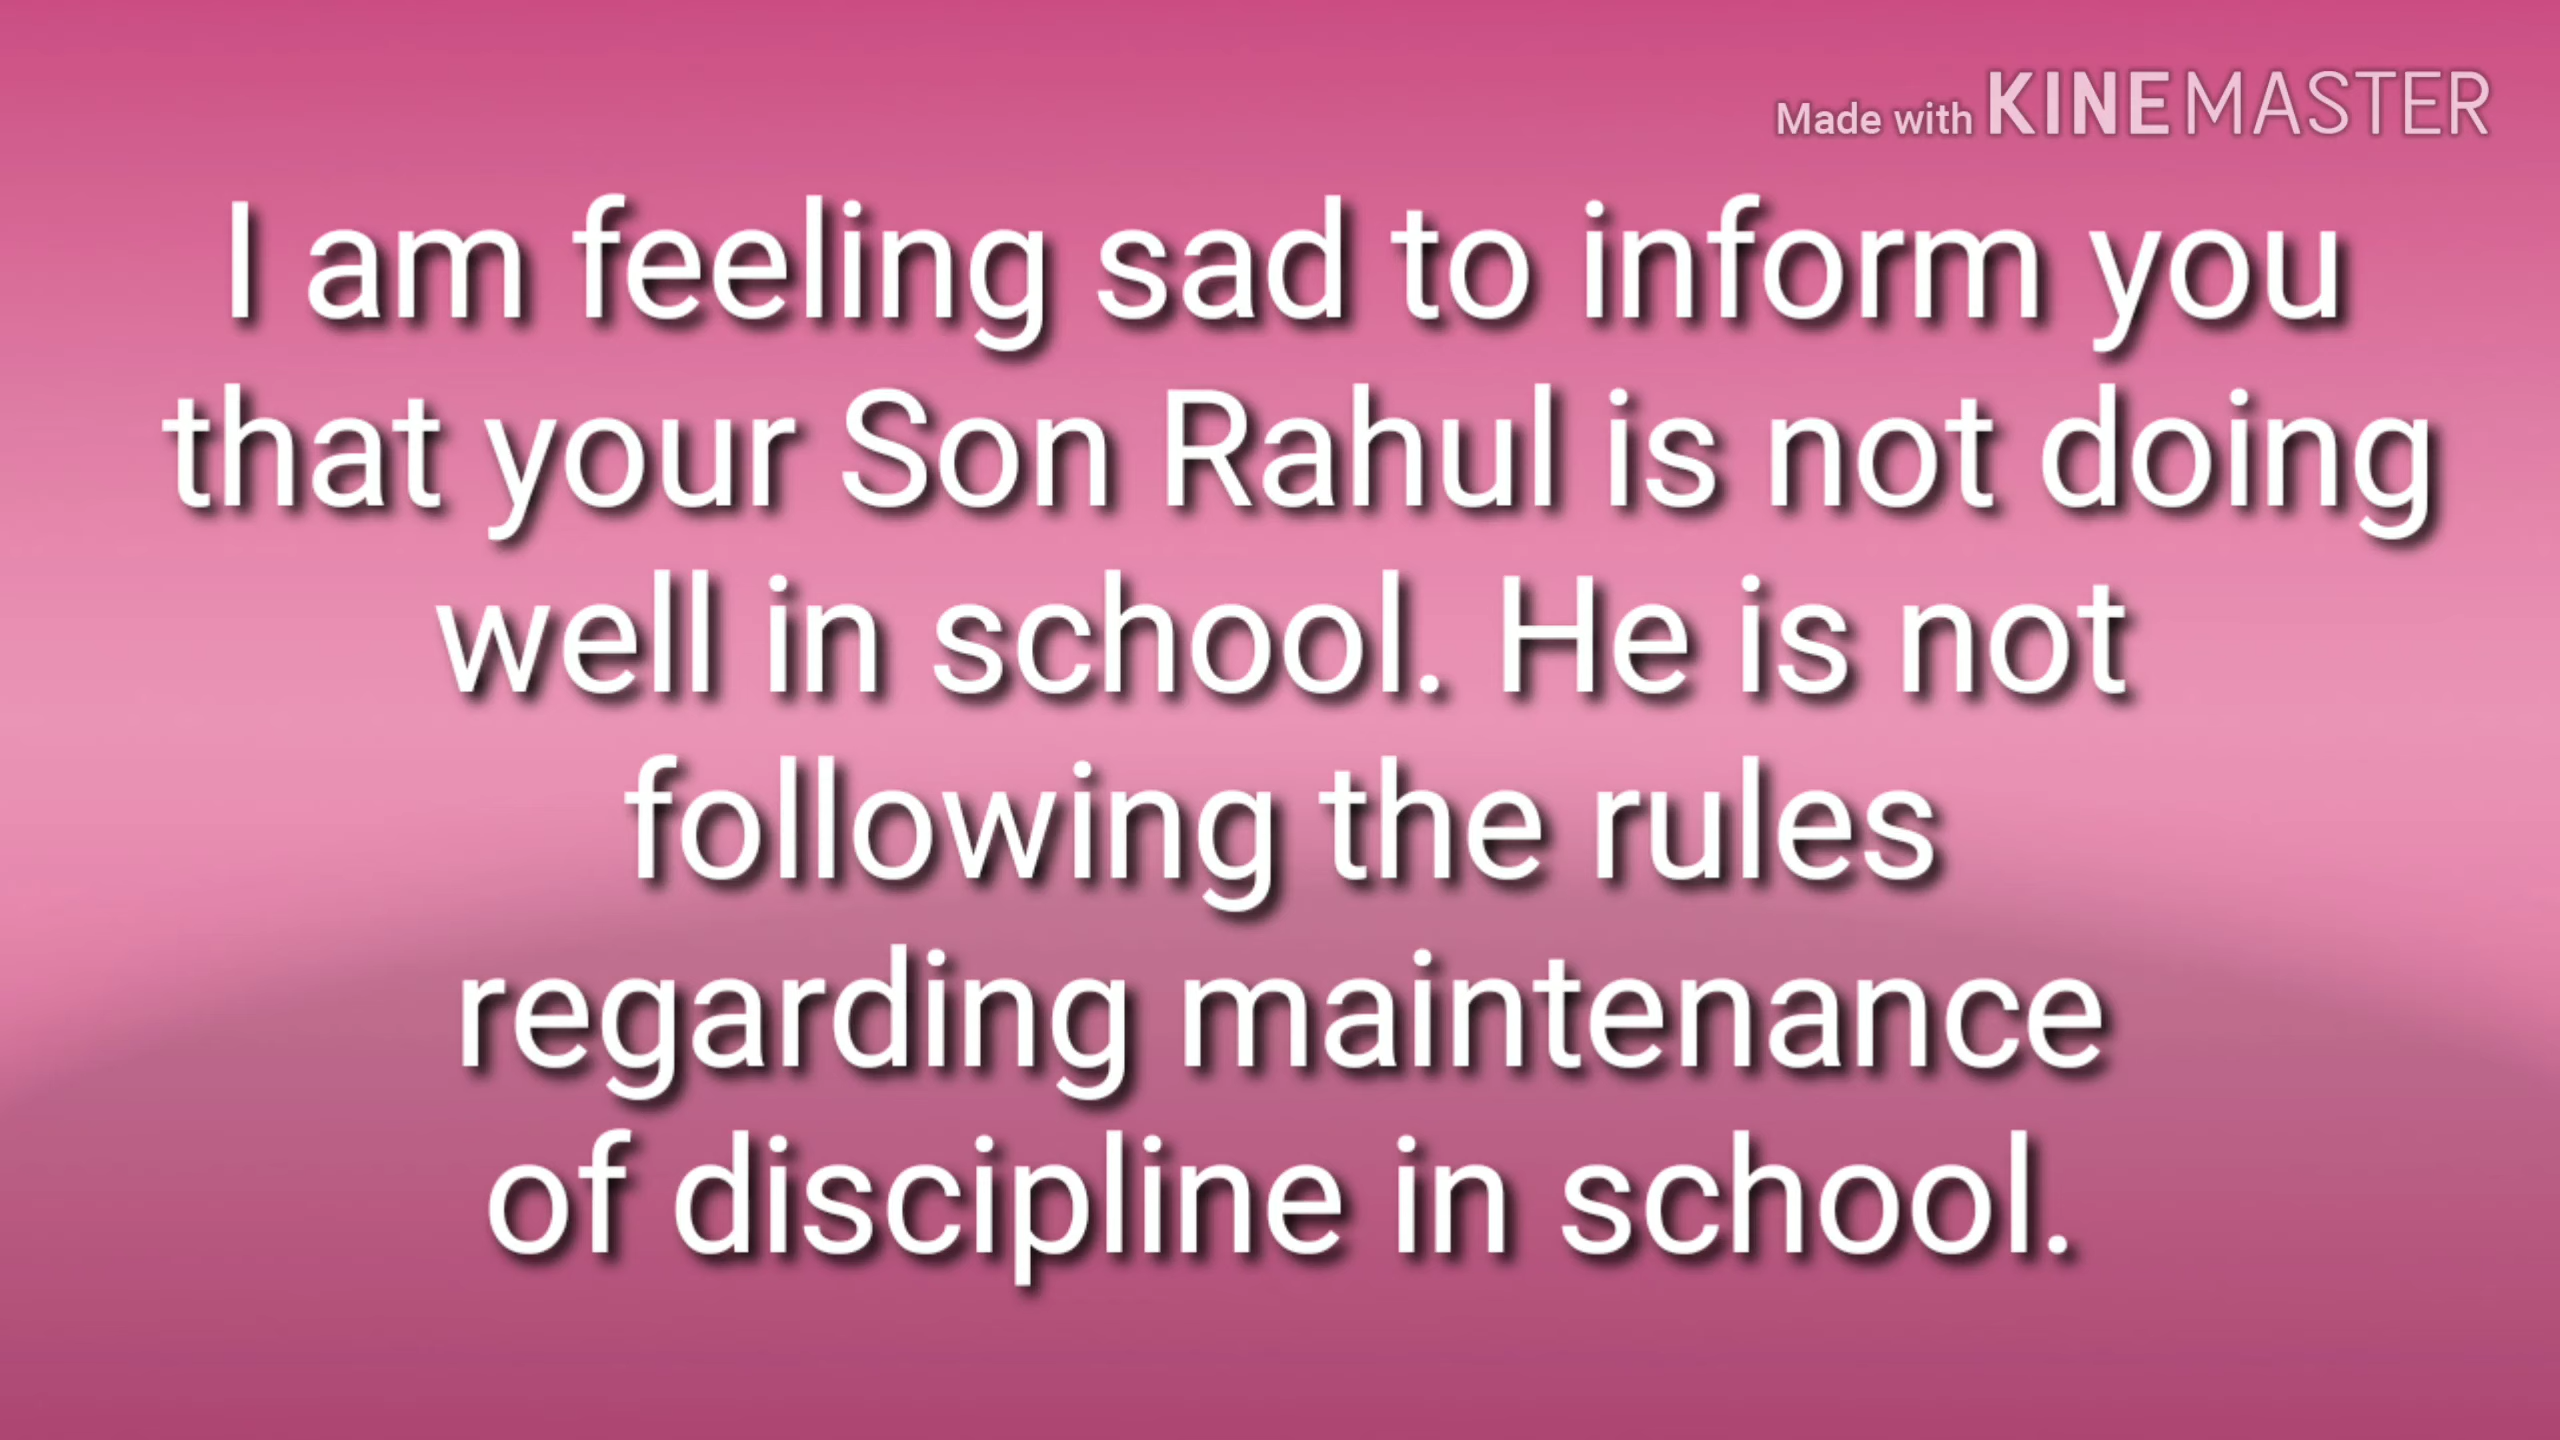 Made with KINEMASTER
I am feeling sad to inform you
that your Son Rahul is not doing
well in school. He is not
following the rules
regarding maintenance
of discipline in school.